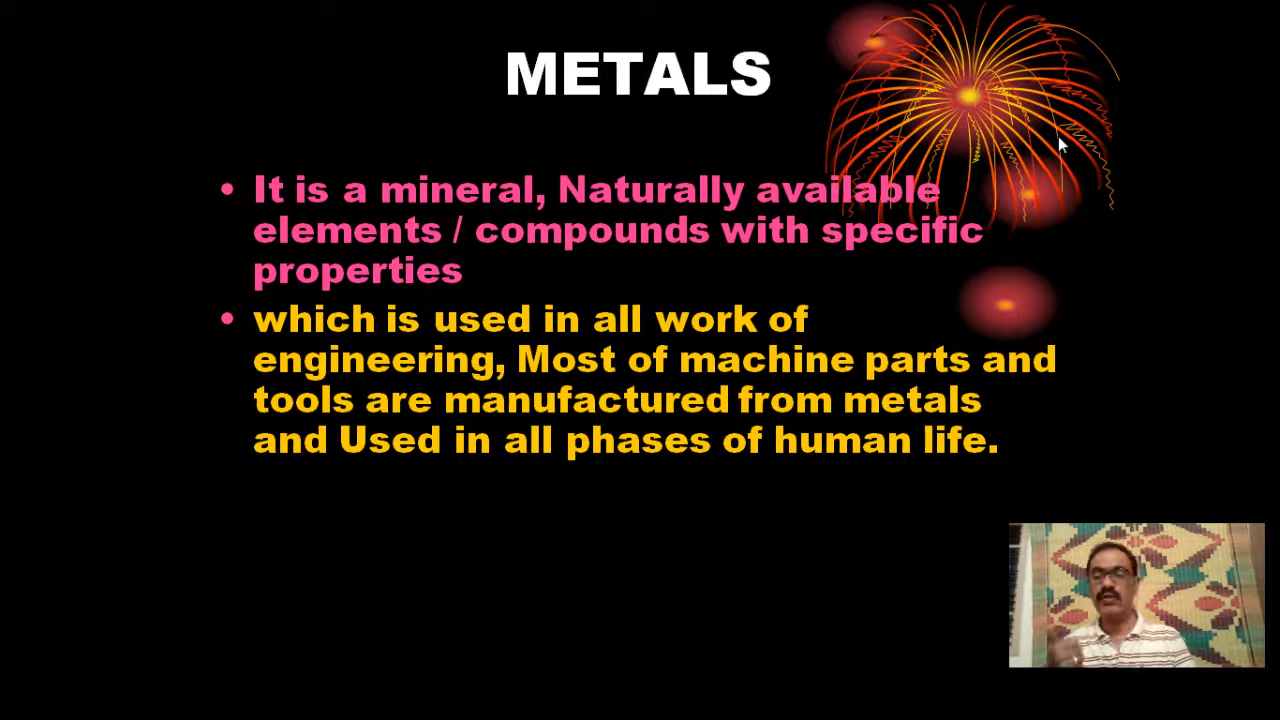 METALS
• It is a mineral, Naturally available
elements / compounds with specific
properties
• which is used in all work of
engineering, Most of machine parts and
tools are manufactured from metals
and Used in all phases of human life.